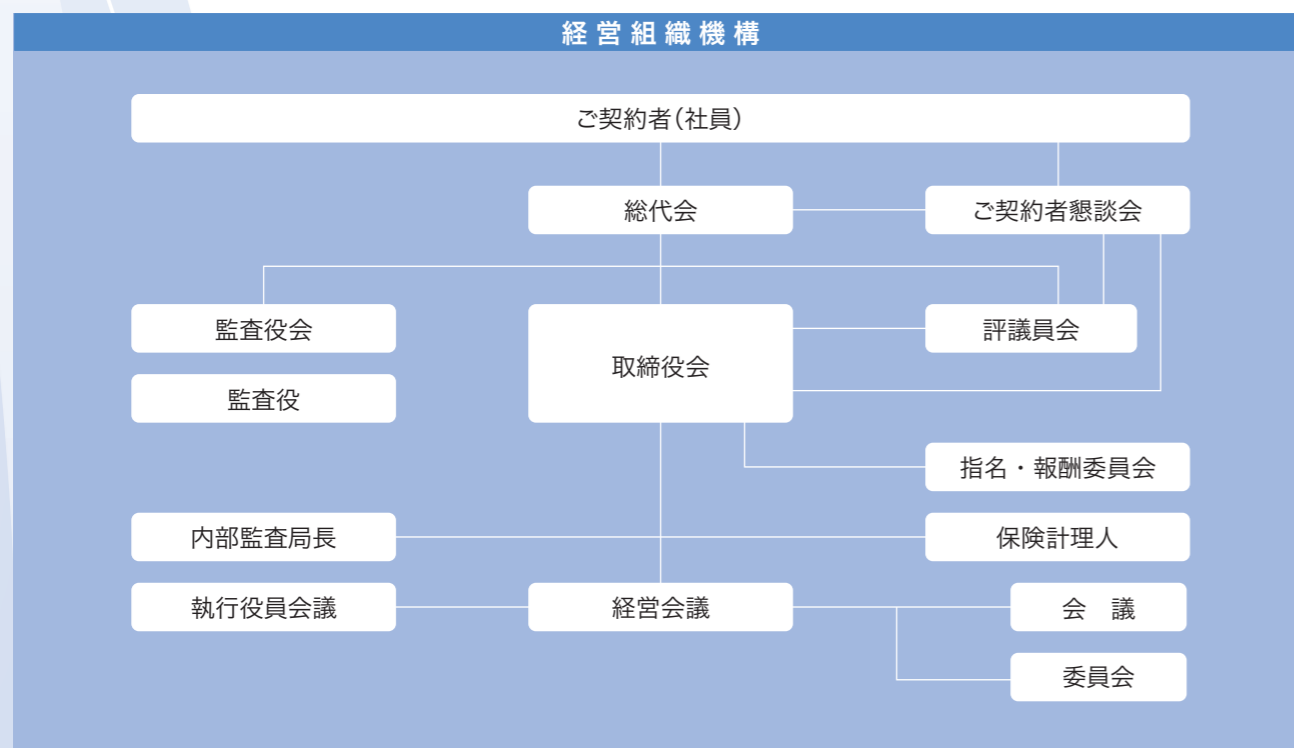 経営組織機構
ご契約者(社員)
総代会
ご契約者懇談会
監査役会
取締役会
評議員会
監査役
指名・報酬委員会
内部監査局長
保険計理人
執行役員会議
経営会議
会　議
委員会